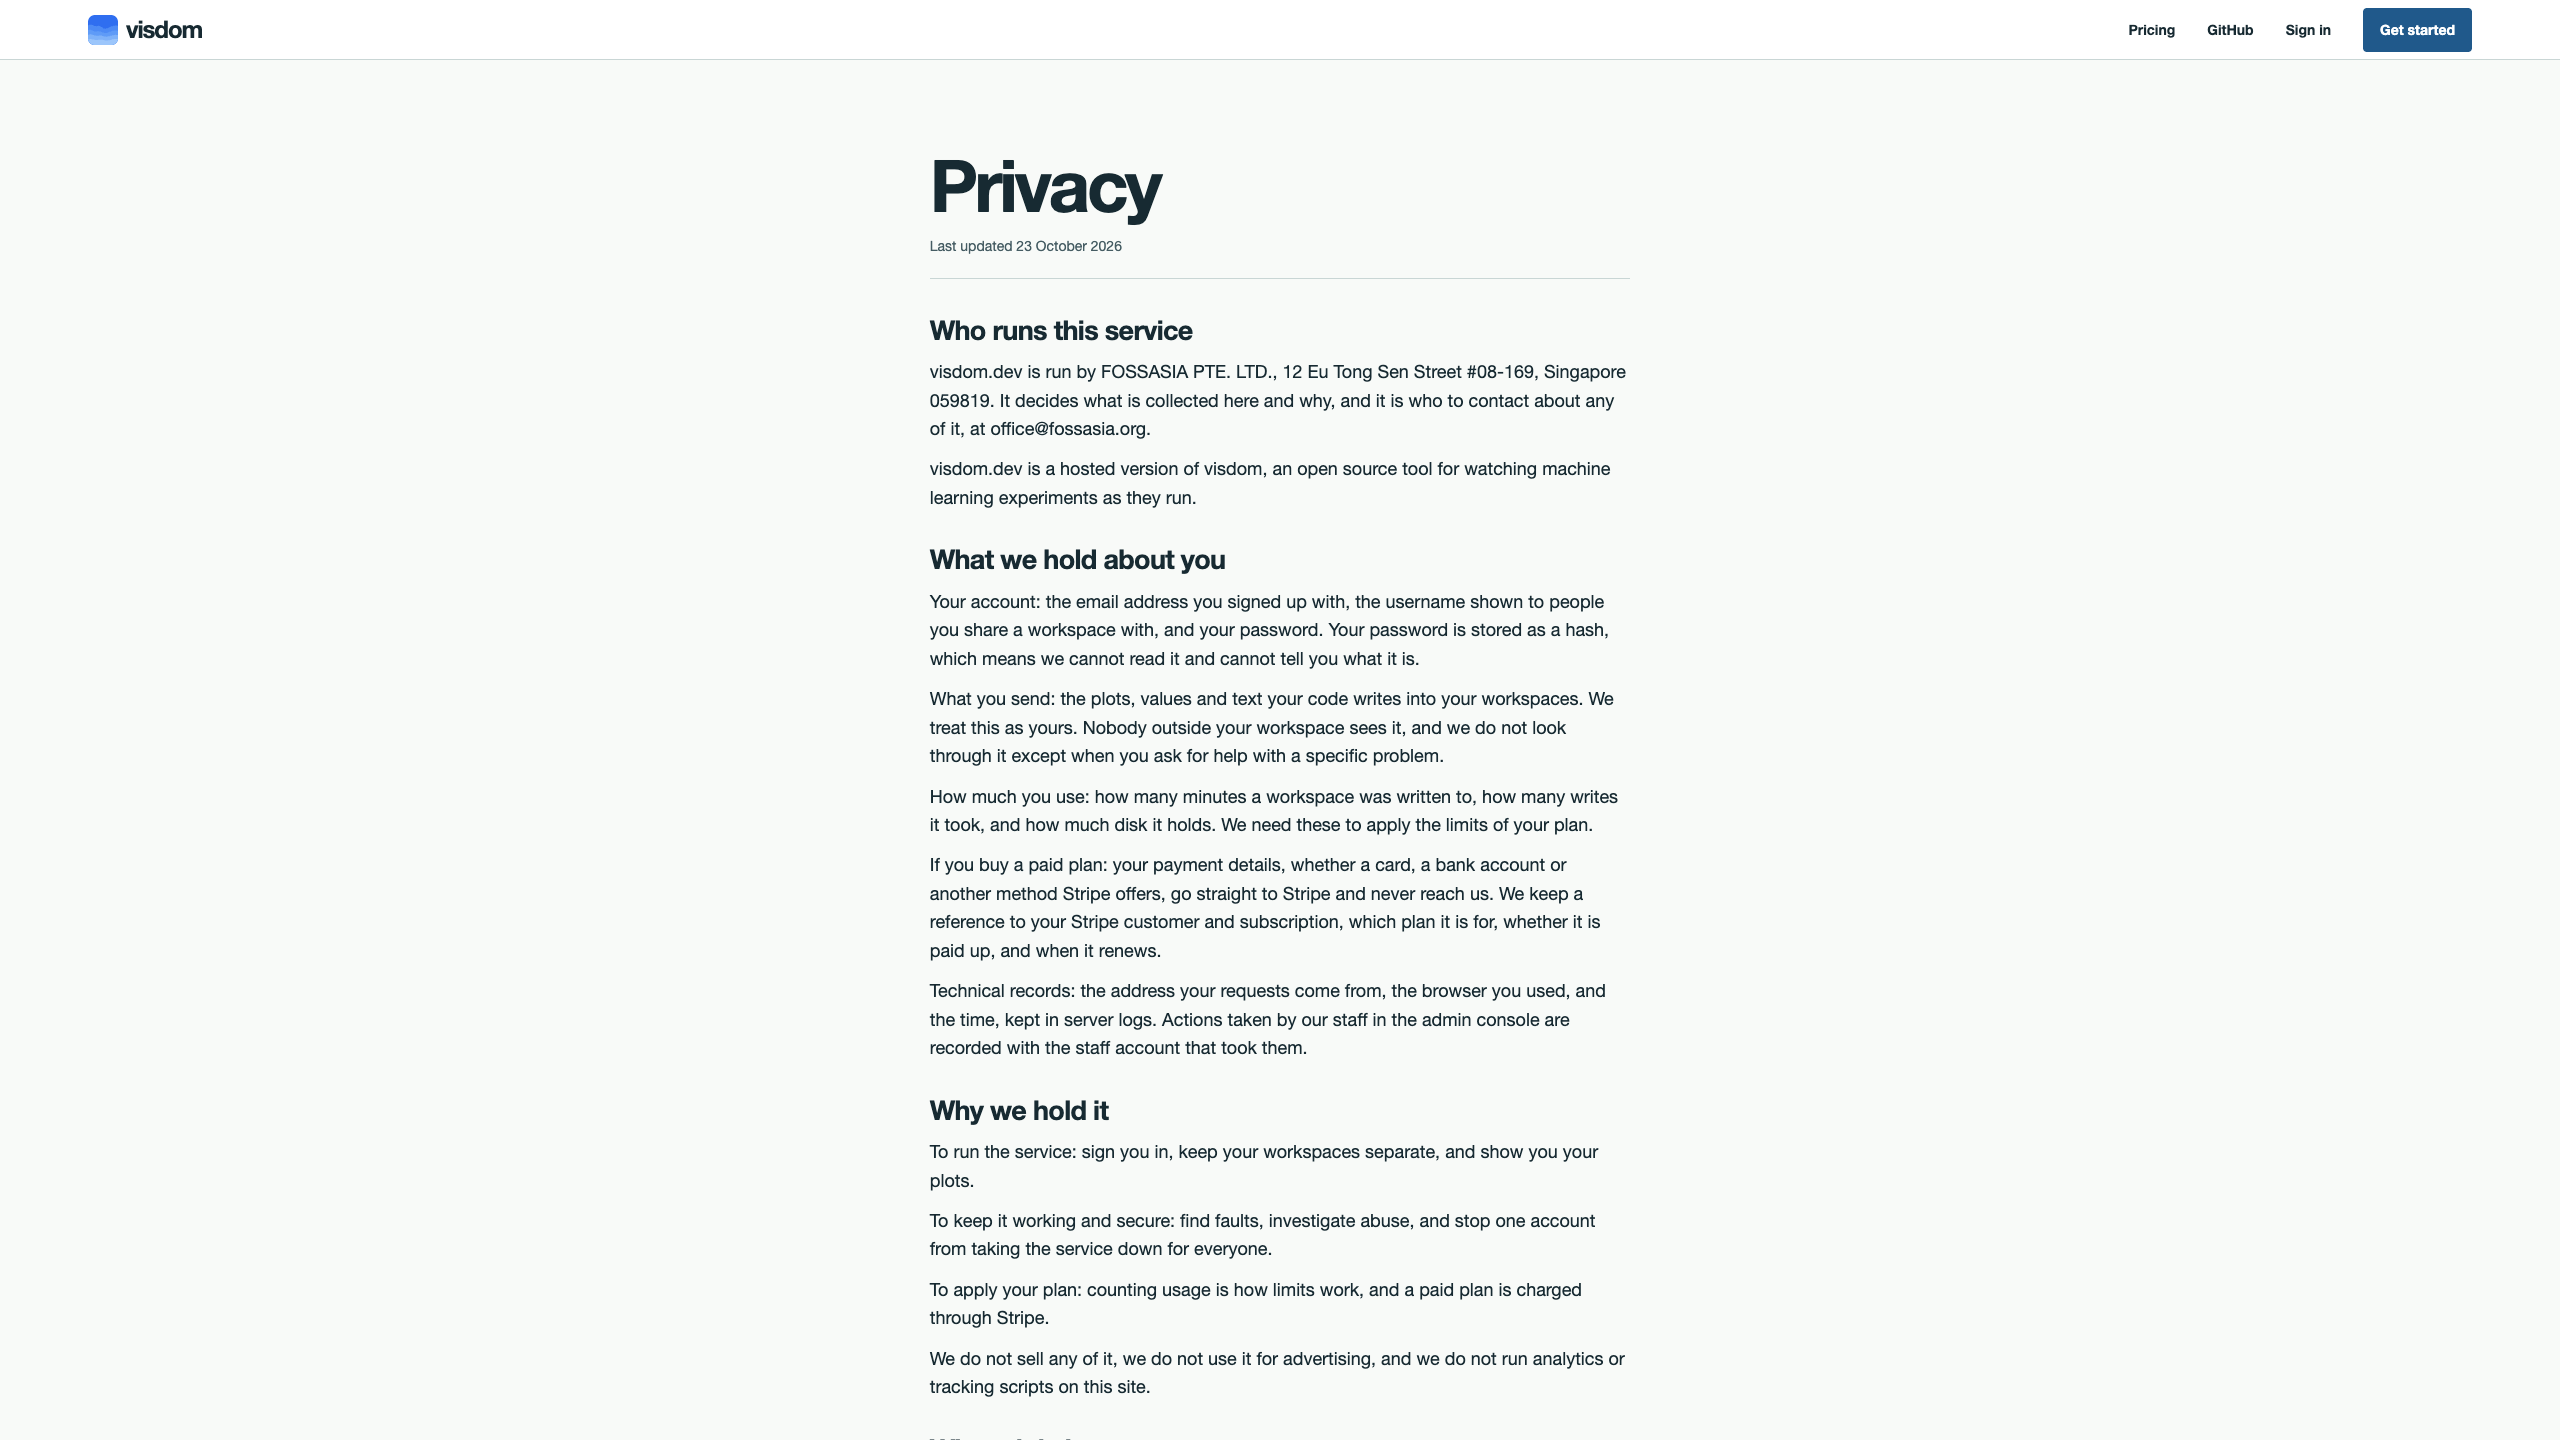 visdom
Pricing
GitHub
Sign in
Get started
Privacy
Last updated 23 October 2026
Who runs this service
visdom.dev is run by FOSSASIA PTE. LTD., 12 Eu Tong Sen Street #08-169, Singapore
059819. It decides what is collected here and why, and it is who to contact about any
of it, at office@fossasia.org.
visdom.dev is a hosted version of visdom, an open source tool for watching machine
learning experiments as they run.
What we hold about you
Your account: the email address you signed up with, the username shown to people
you share a workspace with, and your password. Your password is stored as a hash,
which means we cannot read it and cannot tell you what it is.
What you send: the plots, values and text your code writes into your workspaces. We
treat this as yours. Nobody outside your workspace sees it, and we do not look
through it except when you ask for help with a specific problem.
How much you use: how many minutes a workspace was written to, how many writes
it took, and how much disk it holds. We need these to apply the limits of your plan.
If you buy a paid plan: your payment details, whether a card, a bank account or
another method Stripe offers, go straight to Stripe and never reach us. We keep a
reference to your Stripe customer and subscription, which plan it is for, whether it is
paid up, and when it renews.
Technical records: the address your requests come from, the browser you used, and
the time, kept in server logs. Actions taken by our staff in the admin console are
recorded with the staff account that took them.
Why we hold it
To run the service: sign you in, keep your workspaces separate, and show you your
plots.
To keep it working and secure: find faults, investigate abuse, and stop one account
from taking the service down for everyone.
To apply your plan: counting usage is how limits work, and a paid plan is charged
through Stripe.
We do not sell any of it, we do not use it for advertising, and we do not run analytics or
tracking scripts on this site.